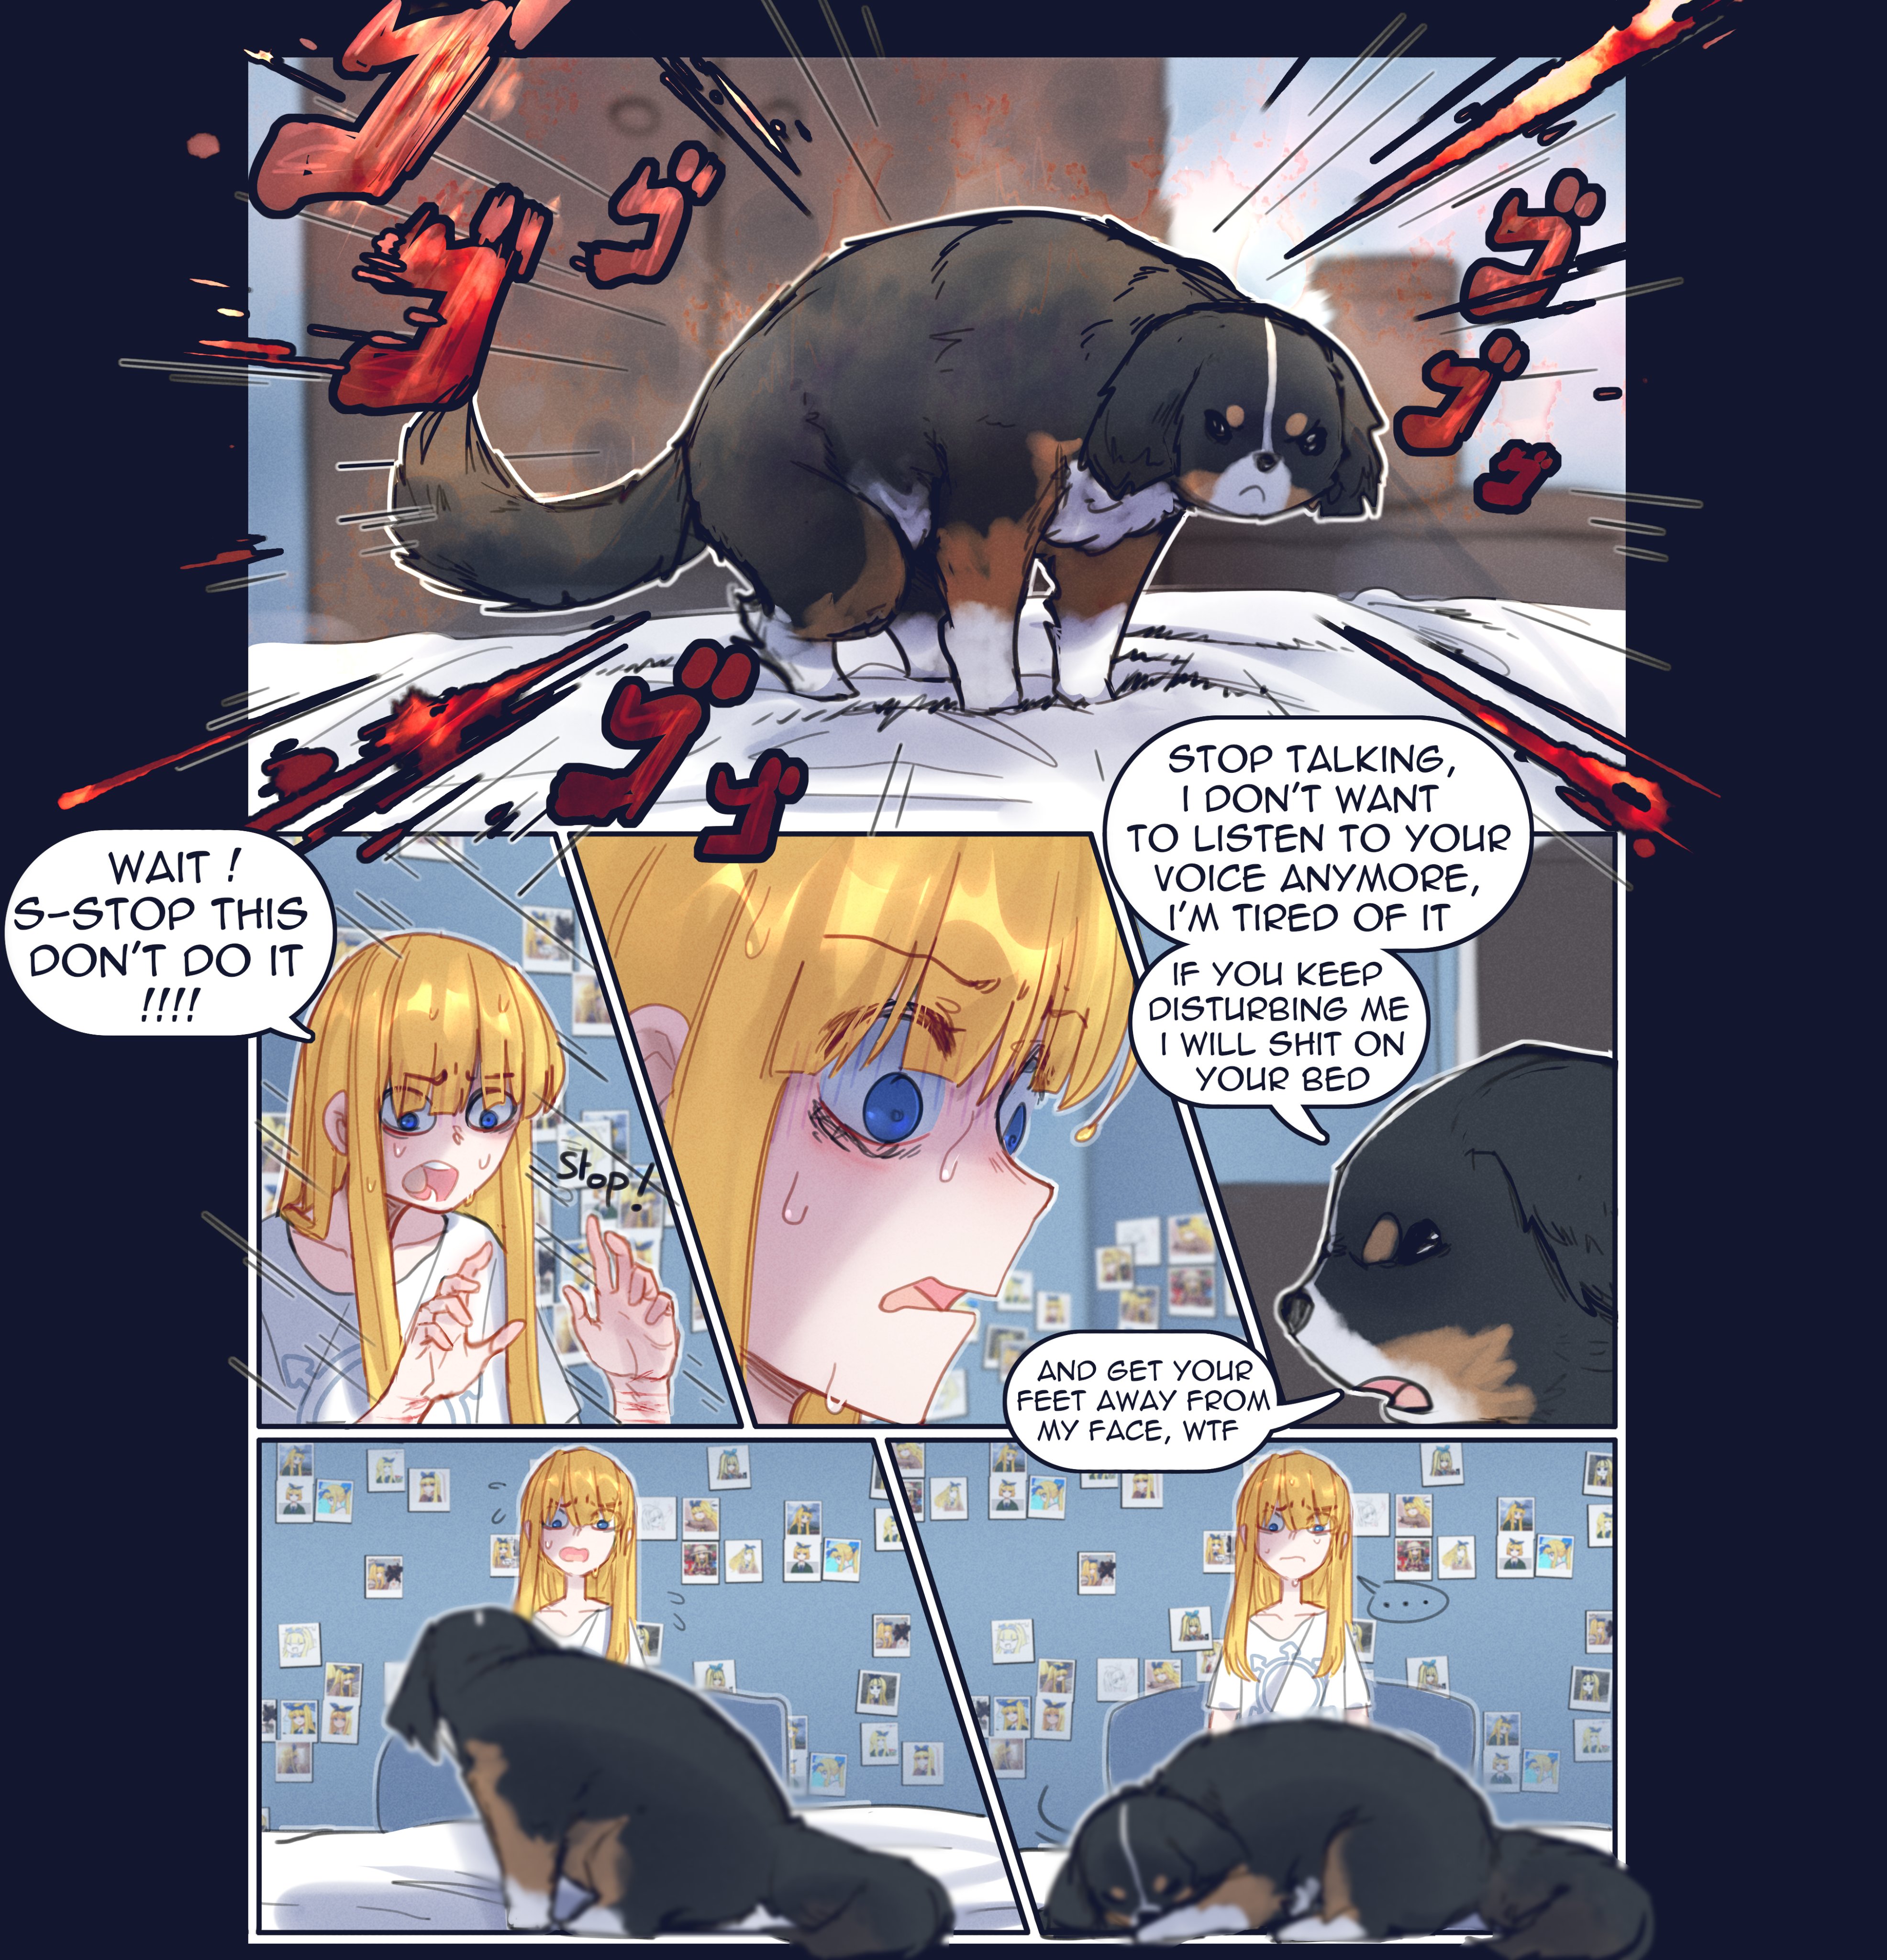 ゴ
ゴ
ゴ
ゴ
ゴ
ゴ
ゴ
ゴ
WAIT !
S-STOP THIS
DON'T DO IT
!!!!
Stop!
STOP TALKING,
I DON'T WANT
TO LISTEN TO YOUR
VOICE ANYMORE,
I'M TIRED OF IT
IF YOU KEEP
DISTURBING ME
I WILL SHIT ON
YOUR BED
AND GET YOUR
FEET AWAY FROM
MY FACE, WTF
...